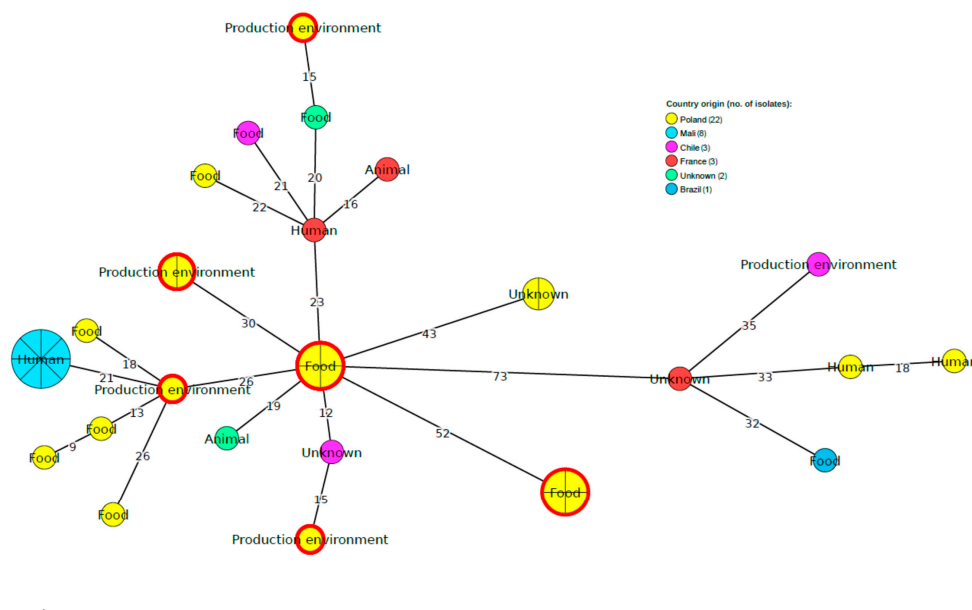 Production environment
15
Food
Food
Animal
Food
21
20
16
22
Human
Country origin (no. of isolates):
Poland (22)
Mali (8)
Chile (3)
France (3)
Unknown (2)
Brazil (1)
Production environment
Production environment
Unknown
23
30
43
35
Food
Human
18
21
Production environment
26
Food
73
Unknown
33
Human
18
Human
19
12
13
Food
9
Food
26
Animal
Unknown
52
32
Food
Food
15
Food
Production environment